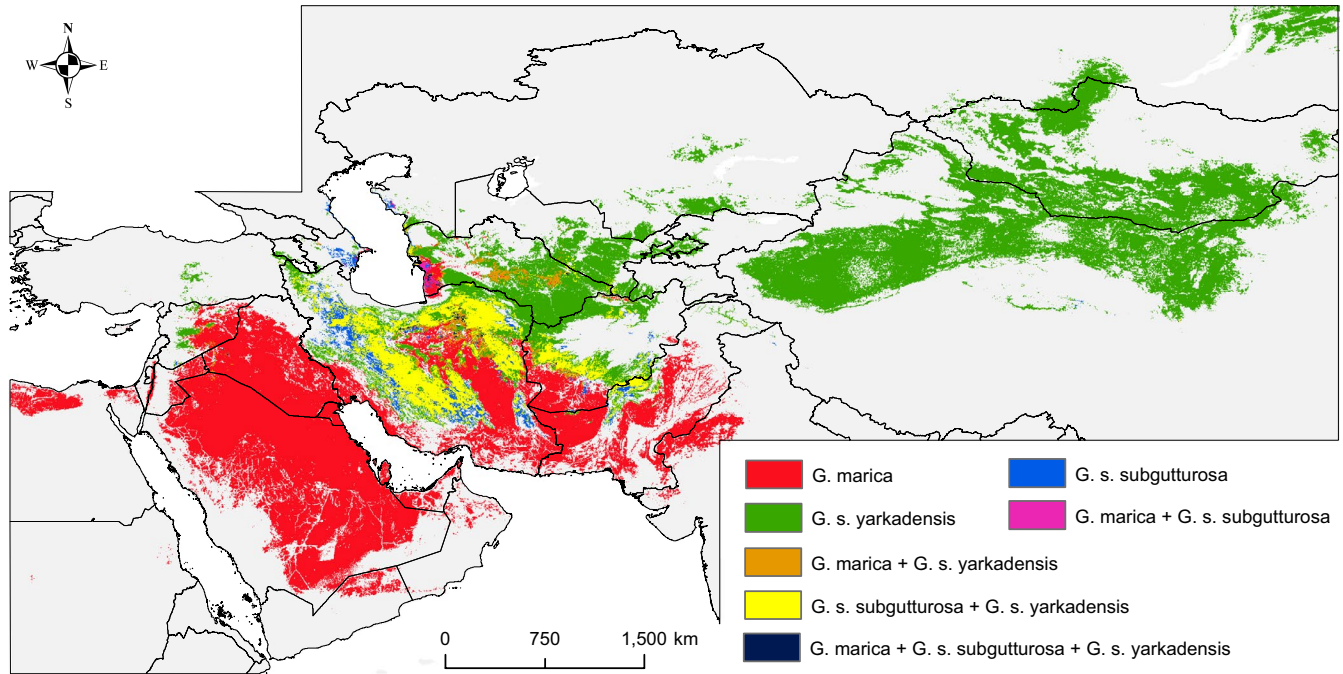 N
W E
S
G. marica
G. s. subgutturosa
G. s. yarkadensis
G. marica + G. s. subgutturosa
G. marica + G. s. yarkadensis
G. s. subgutturosa + G. s. yarkadensis
G. marica + G. s. subgutturosa + G. s. yarkadensis
0 750 1,500 km